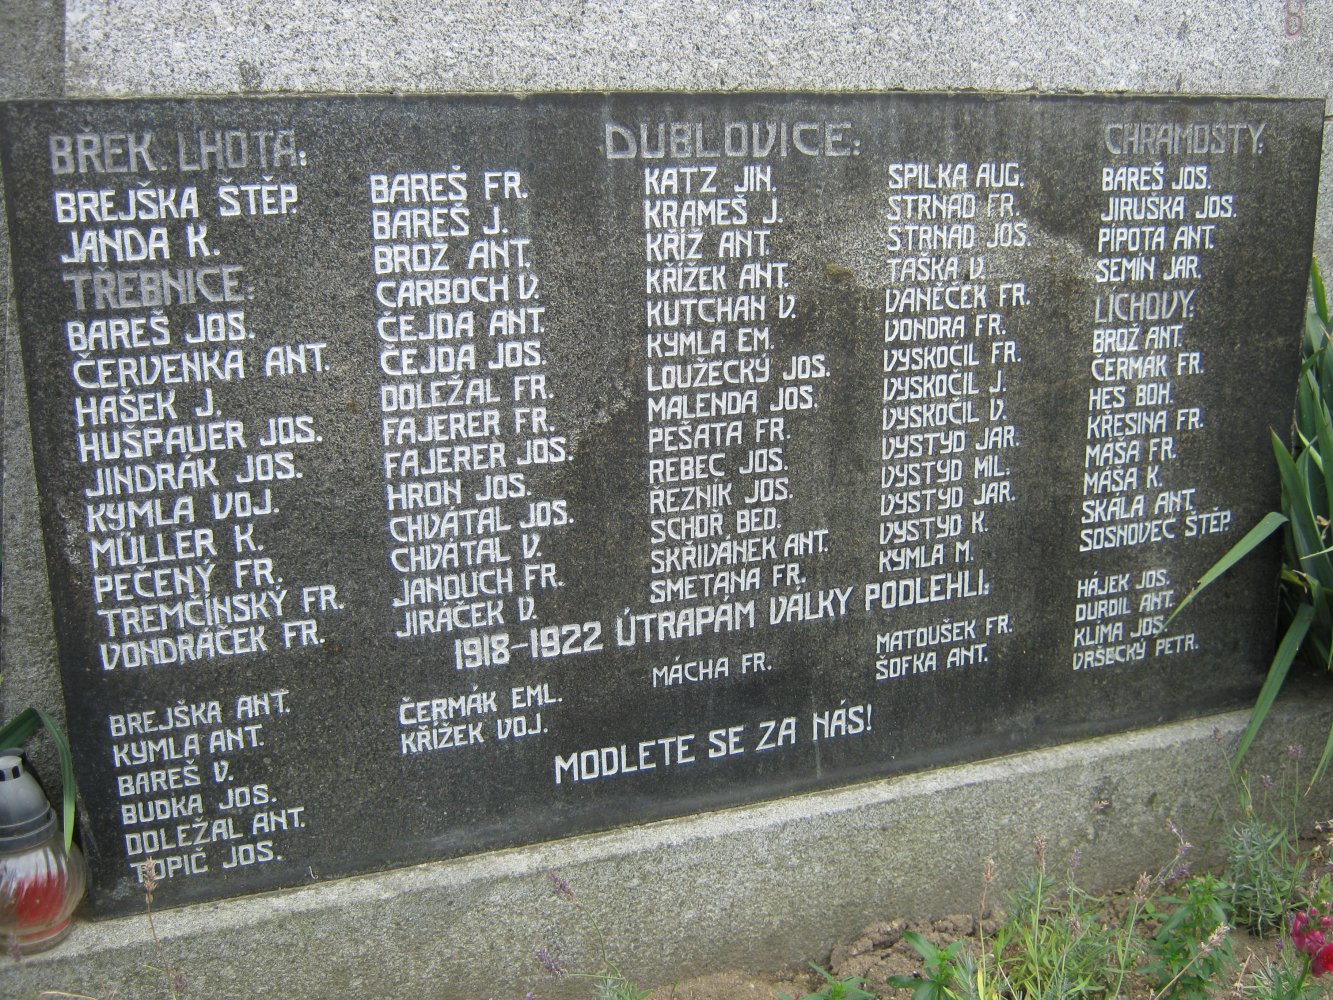 BŘEK. LHOTA:
BREJŠKA ŠTĚP.
JANDA K.
TŘEBNICE:
BAREŠ JOS.
ČERVENKA ANT.
HAŠEK J.
HUŠPAUER JOS.
JINDRÁK JOS.
KYMLA VOJ.
MÜLLER K.
PEČENÝ FR.
TREMČÍNSKÝ FR.
VONDRÁČEK FR.
DUBLOVICE:
BAREŠ FR.
BAREŠ J.
BROŽ ANT.
CARBOCH V.
ČEJDA ANT.
ČEJDA JOS.
DOLEŽAL FR.
FAJERER FR.
FAJERER JOS.
HRON JOS.
CHVÁTAL JOS.
CHVÁTAL V.
JANOUCH FR.
JIRÁČEK V.
KATZ JIN.
KRAMEŠ J.
KŘÍŽ ANT.
KŘÍŽEK ANT.
KUTCHAN V.
KYMLA EM.
LOUŽECKÝ JOS.
MALENDA JOS.
PEŠATA FR.
REBEC JOS.
ŘEZNÍK JOS.
SCHOŘ BED.
SKŘIVÁNEK ANT.
SMETANA FR.
SPILKA AUG.
STRNAD FR.
STRNAD JOS.
TAŠKA V.
VANĚČEK FR.
VONDRA FR.
VYSKOČIL FR.
VYSKOČIL J.
VYSKOČIL V.
VYSTYD JAR.
VYSTYD MIL.
VYSTYD JAR.
VYSTYD K.
KYMLA M.
CHRAMOSTY:
BAREŠ JOS.
JIRUŠKA JOS.
PÍPOTA ANT.
SEMÍN JAR.
LÍCHOVY:
BROŽ ANT.
ČERMÁK FR.
HES BOH.
KŘESINA FR.
MÁŠA FR.
MÁŠA K.
SKÁLA ANT.
SOSNOVEC ŠTĚP.
1918-1922 ÚTRAPÁM VÁLKY PODLEHLI:
BREJŠKA ANT.
KYMLA ANT.
BAREŠ V.
BUDKA JOS.
DOLEŽAL ANT.
TOPIČ JOS.
ČERMÁK EML.
KŘÍŽEK VOJ.
MÁCHA FR.
MATOUŠEK FR.
ŠOFKA ANT.
HÁJEK JOS.
DURDIL ANT.
KLÍMA JOS.
VRŠECKÝ PETR.
MODLETE SE ZA NÁS!